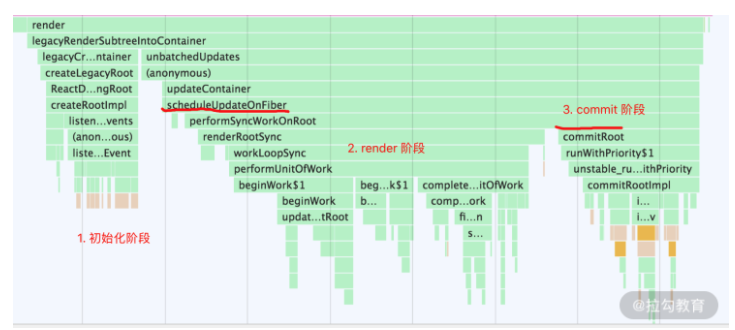 render
legacyRenderSubtreeIntoContainer
legacyCr...ntainer unbatchedUpdates
createLegacyRoot (anonymous)
ReactD...ngRoot updateContainer
createRootImpl scheduleUpdateOnFiber
listen...vents performSyncWorkOnRoot
3. commit 阶段
(anon...ous) renderRootSync commitRoot
liste...Event workLoopSync runWithPriority$1
2. render 阶段
performUnitOfWork unstable_ru...ithPriority
beginWork$1 beg...k$1 complete...itOfWork commitRootImpl
beginWork b... comp...ork i...
updat...tRoot fi...n i...v
s...
1. 初始化阶段
@拉勾教育